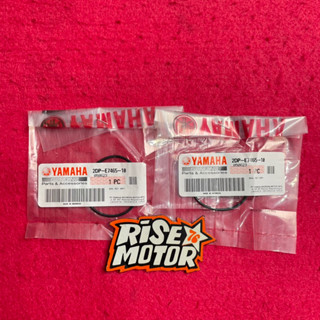 YAMAHA
YAMAHA
YAMAHA
2DP-E7465-10
1 PC
Parts & Accessories
YAMAHA
2DP-E7465-10
1 PC
Parts & Accessories
RiSE
76
MOTOR